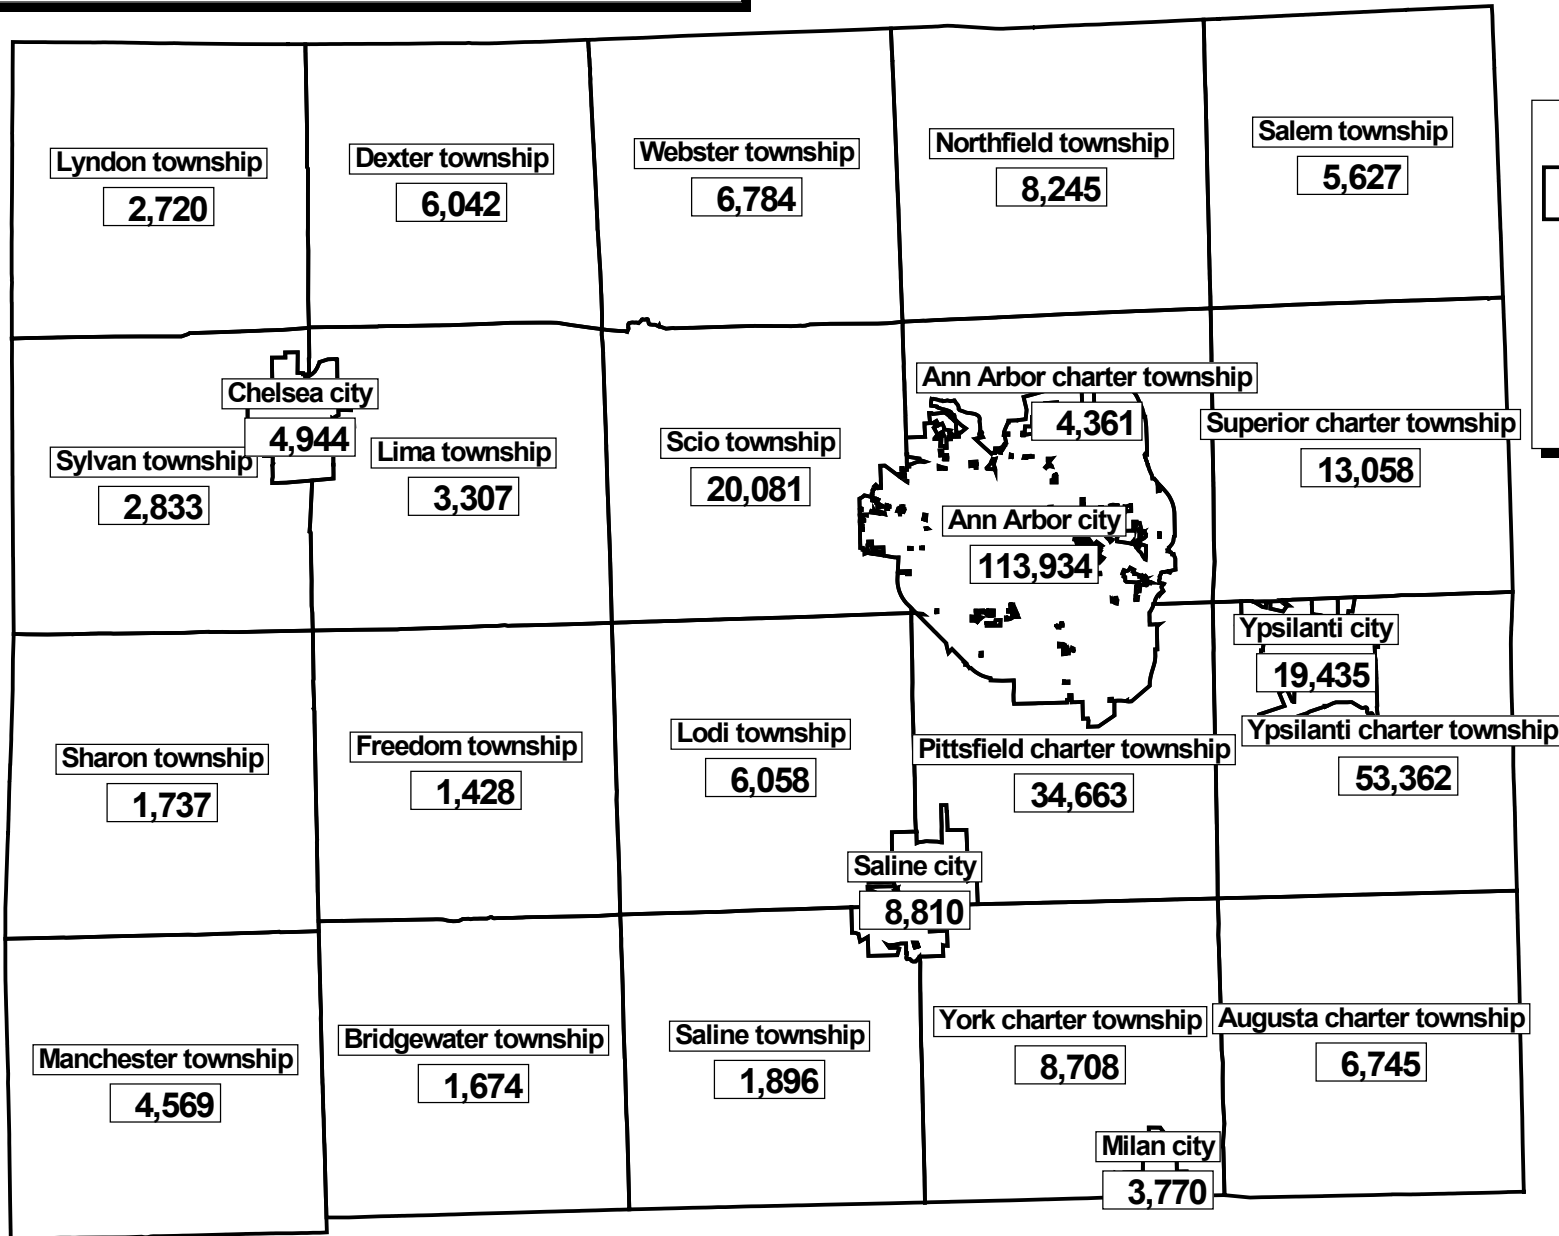 Lyndon township
2,720
Dexter township
6,042
Webster township
6,784
Northfield township
8,245
Salem township
5,627
Chelsea city
4,944
Sylvan township
2,833
Lima township
3,307
Scio township
20,081
Ann Arbor charter township
4,361
Ann Arbor city
113,934
Superior charter township
13,058
Ypsilanti city
19,435
Ypsilanti charter township
53,362
Sharon township
1,737
Freedom township
1,428
Lodi township
6,058
Pittsfield charter township
34,663
Saline city
8,810
Manchester township
4,569
Bridgewater township
1,674
Saline township
1,896
York charter township
8,708
Augusta charter township
6,745
Milan city
3,770